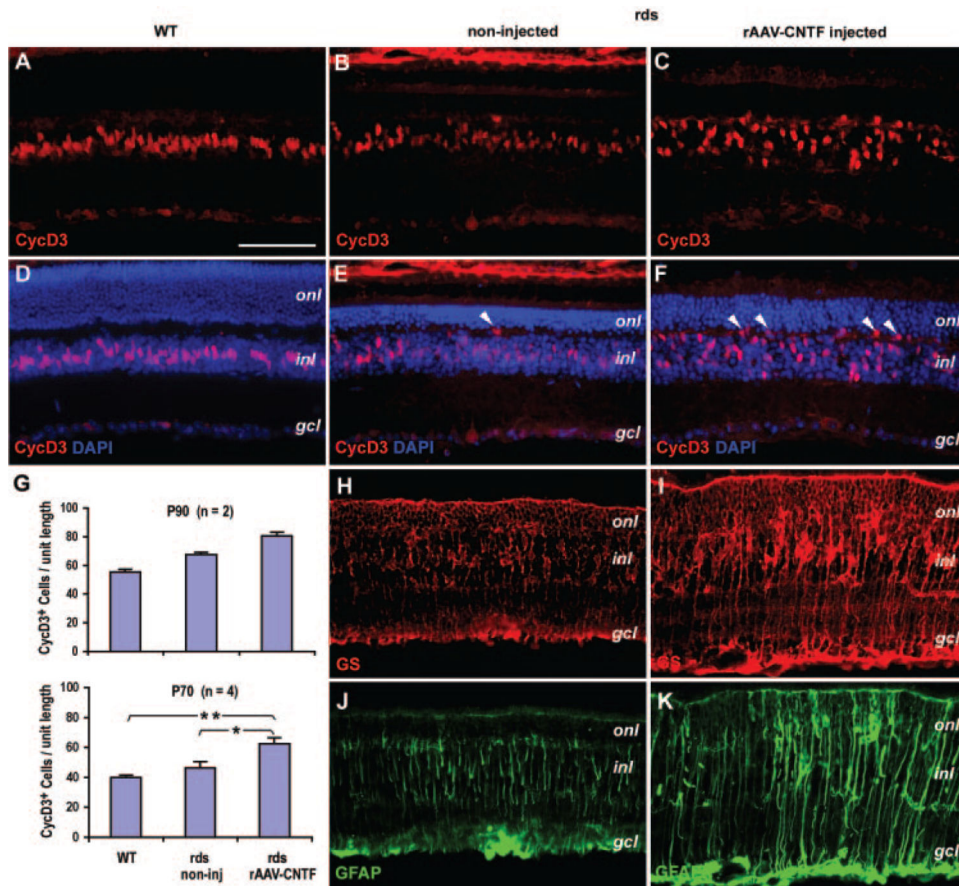 rds
WT
non-injected
rAAV-CNTF injected
A
CycD3
B
CycD3
C
CycD3
D
onl
inl
gcl
CycD3 DAPI
E
onl
inl
gcl
CycD3 DAPI
F
onl
inl
gcl
CycD3 DAPI
G
P90 (n = 2)
CycD3+ Cells / unit length
100
80
60
40
20
0
P70 (n = 4)
CycD3+ Cells / unit length
100
80
60
40
20
0
**
*
WT
rds
non-inj
rds
rAAV-CNTF
H
onl
inl
gcl
GS
I
onl
inl
gcl
GS
J
onl
inl
gcl
GFAP
K
onl
inl
gcl
GFAP